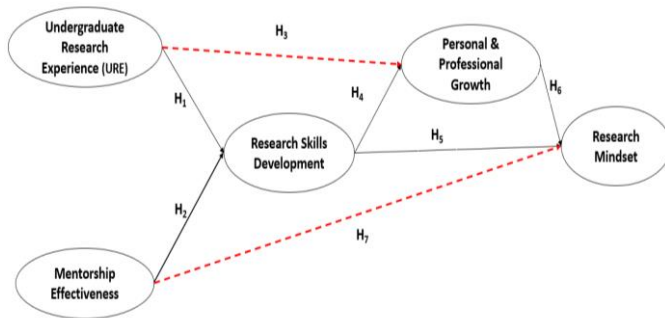 Undergraduate
Research
Experience (URE)
H3
Personal &
Professional
Growth
H1
H4
H6
Research Skills
Development
H5
Research
Mindset
H2
H7
Mentorship
Effectiveness